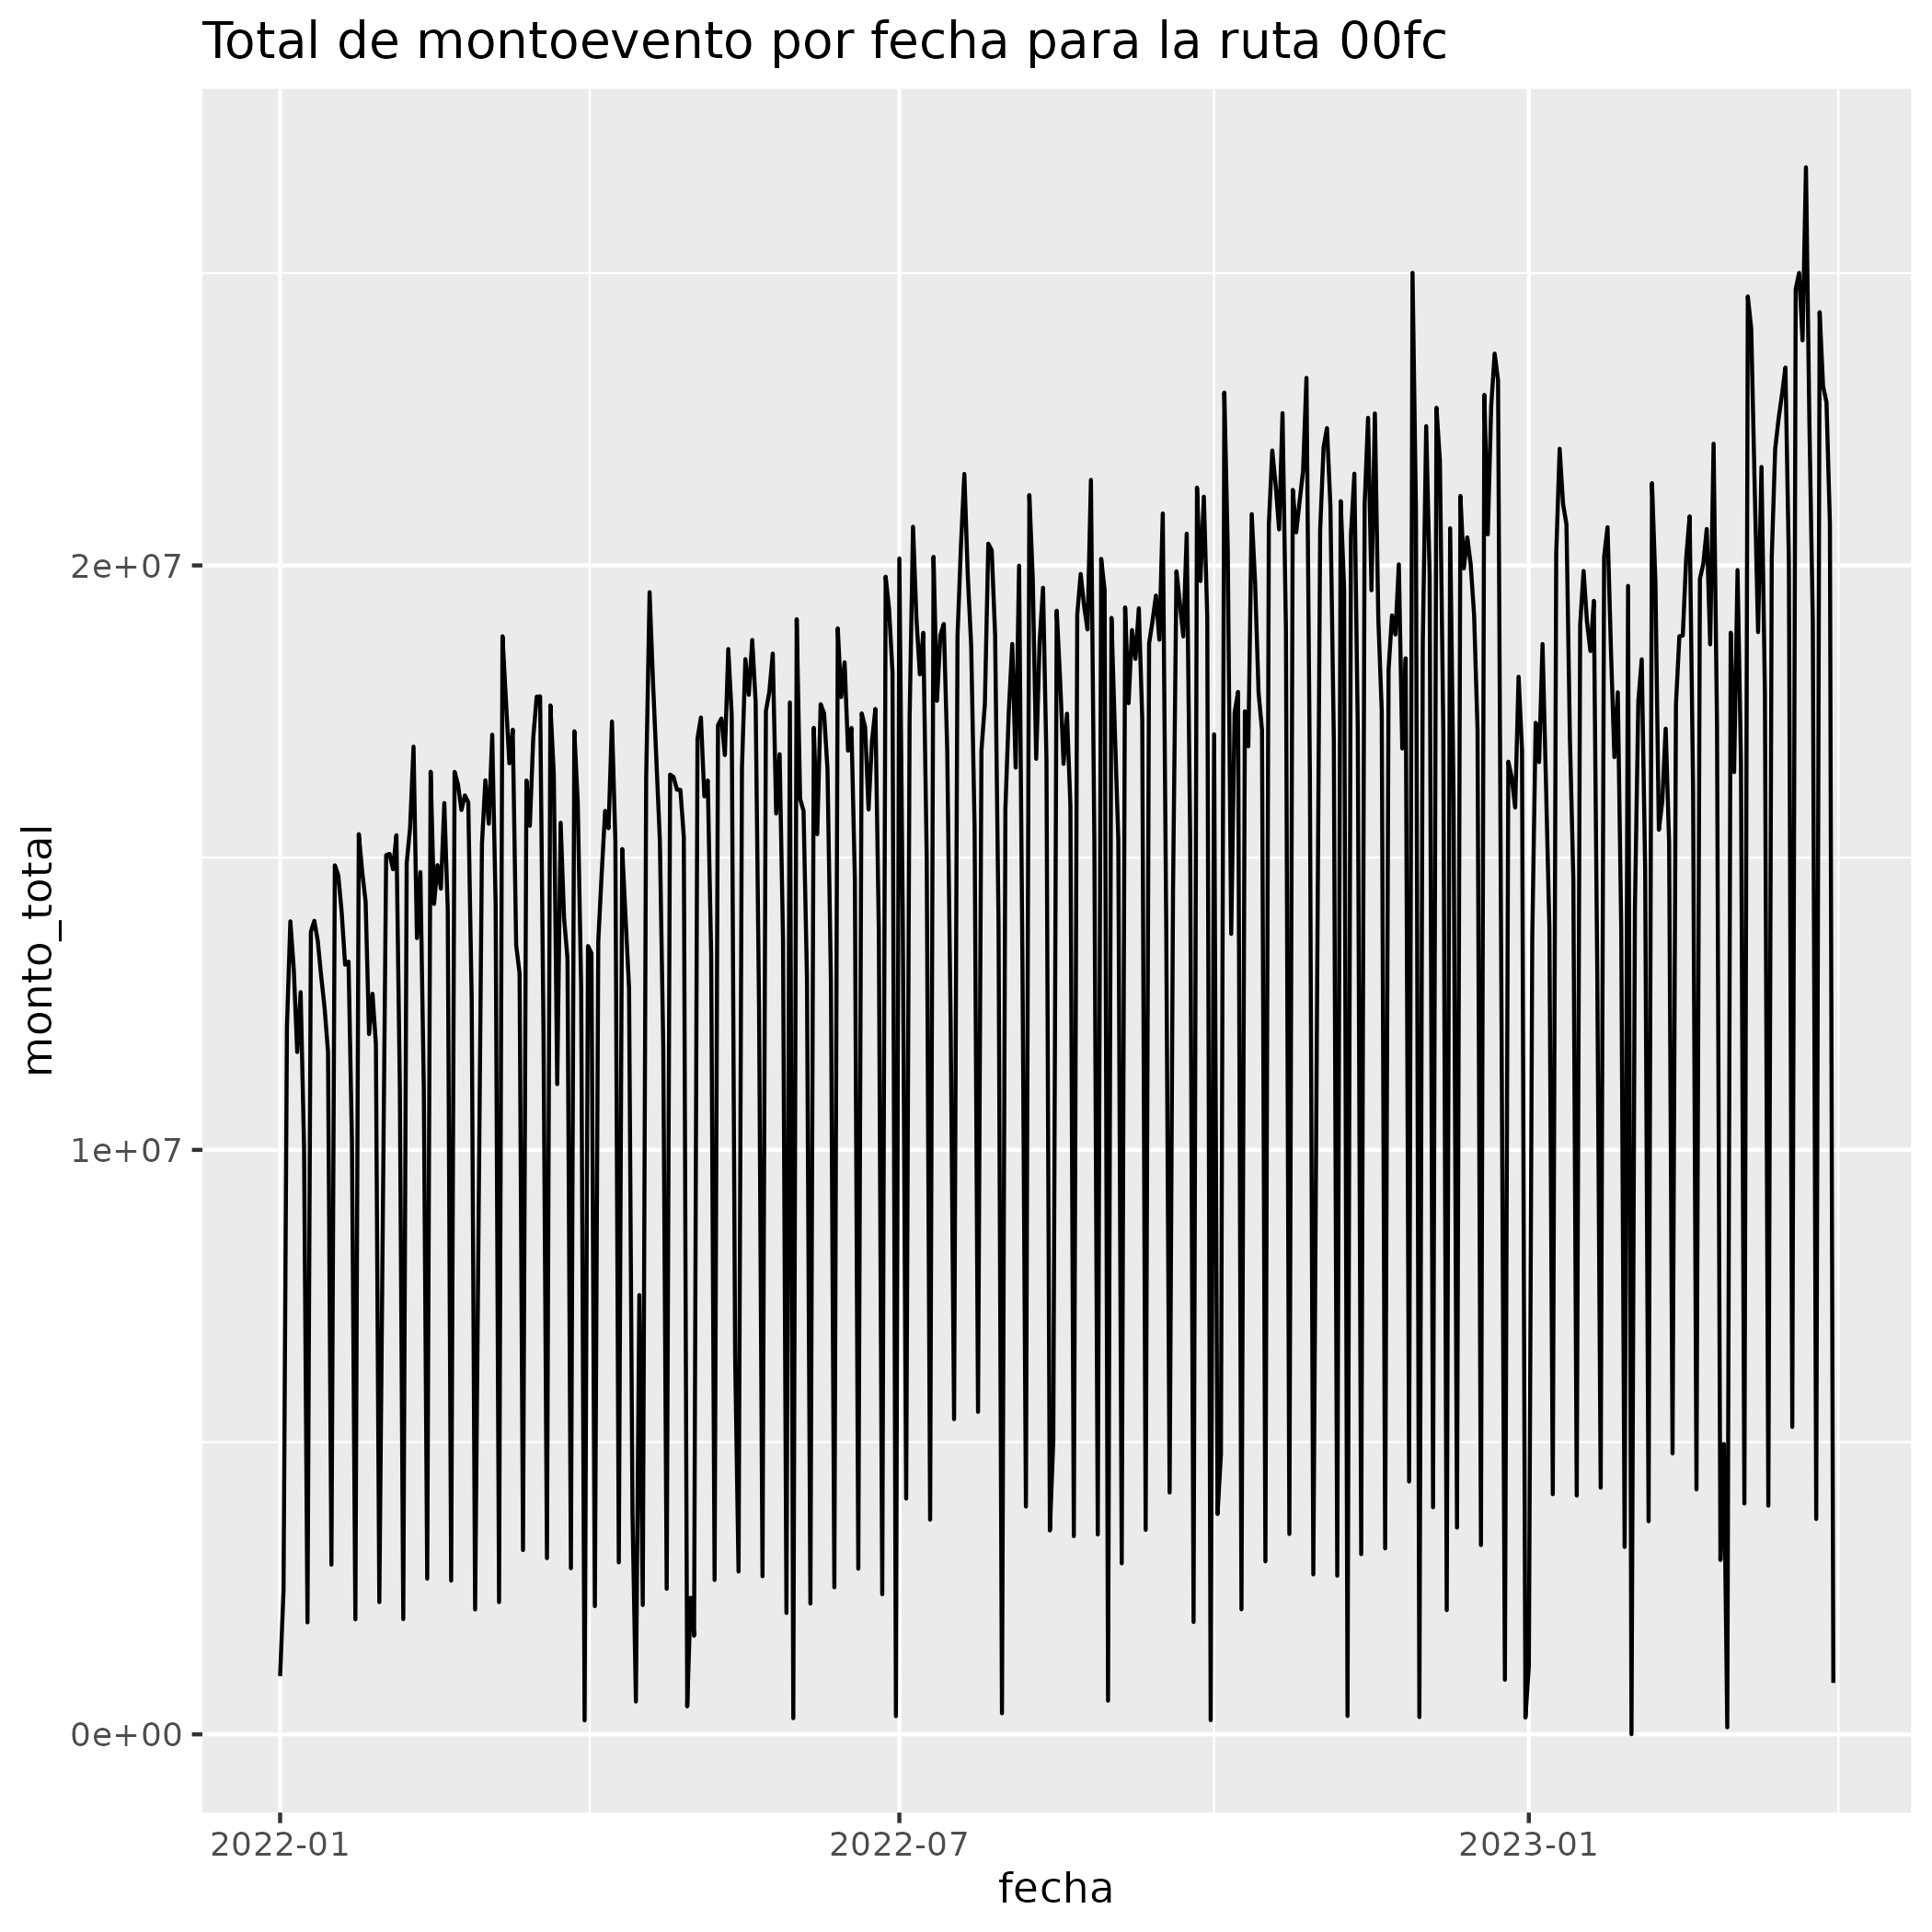 Total de montoevento por fecha para la ruta 00fc
monto_total
2e+07
1e+07
0e+00
2022-01
2022-07
2023-01
fecha